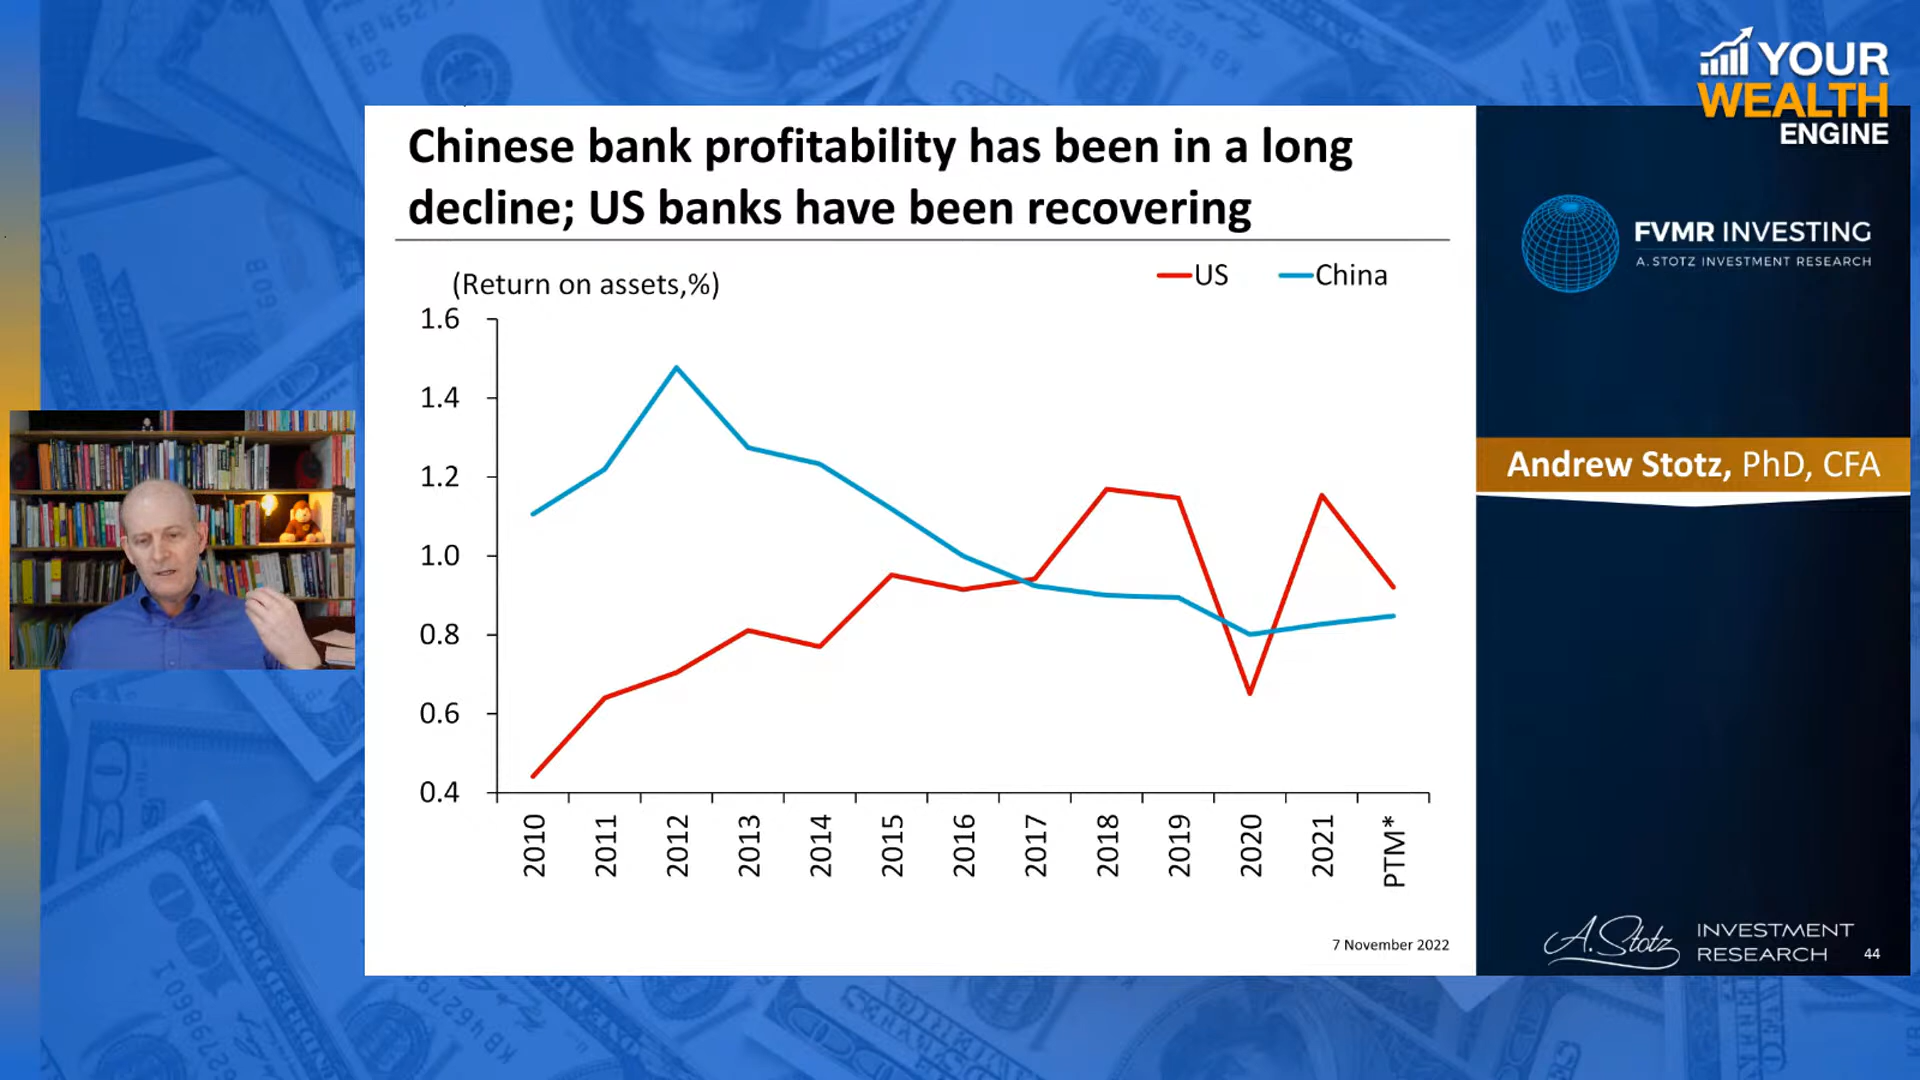 YOUR
WEALTH
ENGINE
Chinese bank profitability has been in a long
decline; US banks have been recovering
(Return on assets,%)
US
China
1.6
1.4
1.2
1.0
0.8
0.6
0.4
2010
2011
2012
2013
2014
2015
2016
2017
2018
2019
2020
2021
PTM*
7 November 2022
FVMR INVESTING
A. STOTZ INVESTMENT RESEARCH
Andrew Stotz, PhD, CFA
A. Stotz
INVESTMENT
RESEARCH
44